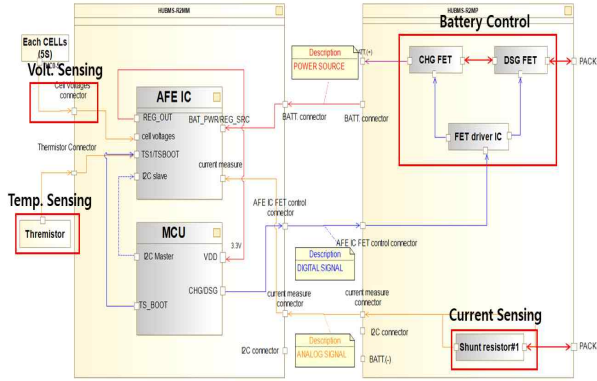 HUBMS-R2MM
HUBMS-R2MP
Battery Control
Each CELLs
(5S)
Volt. Sensing
Cell Voltages
connector
Description
POWER SOURCE
BATT.(+)
CHG FET
DSG FET
PACK
AFE IC
REG_OUT
BAT_PWR/REG_SRC
BATT. connector
BATT. connector
FET driver IC
cell voltages
Thermistor Connector
TS1/TSBOOT
current measure
I2C slave
Temp. Sensing
Thremistor
AFE IC FET control
connector
MCU
3.3V
AFE IC FET control connector
I2C Master
VDD
Description
DIGITAL SIGNAL
CHG/DSG
TS_BOOT
current measure
connector
current measure
connector
Current Sensing
I2C connector
Shunt resistor#1
PACK
I2C connector
Description
ANALOG SIGNAL
BATT.(-)